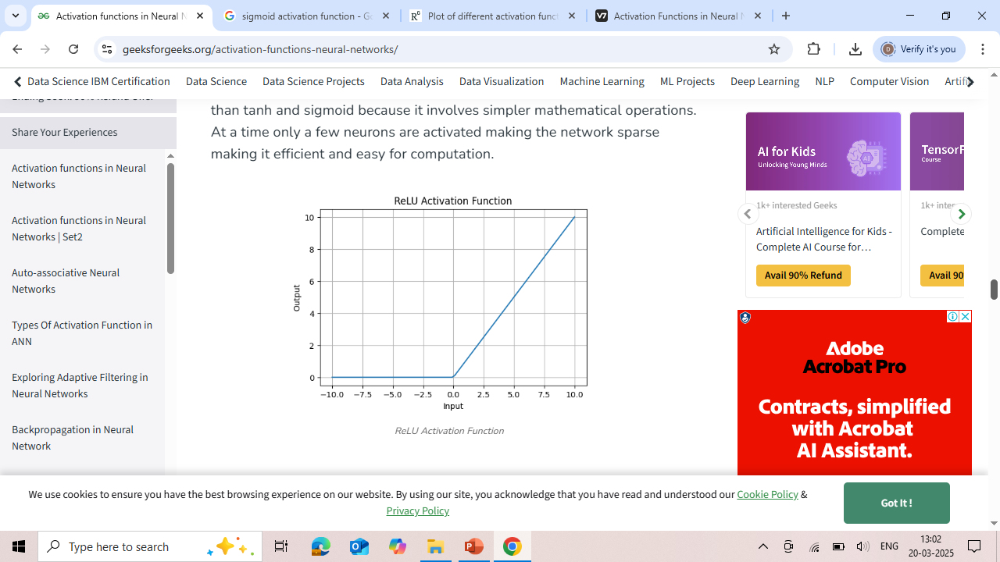 Activation functions in Neural N
sigmoid activation function - Go
Plot of different activation func
Activation Functions in Neural N
geeksforgeeks.org/activation-functions-neural-networks/
Verify it's you
Data Science IBM Certification
Data Science
Data Science Projects
Data Analysis
Data Visualization
Machine Learning
ML Projects
Deep Learning
NLP
Computer Vision
Share Your Experiences
Activation functions in Neural
Networks
Activation functions in Neural
Networks | Set2
Auto-associative Neural
Networks
Types Of Activation Function in
ANN
Exploring Adaptive Filtering in
Neural Networks
Backpropagation in Neural
Network
than tanh and sigmoid because it involves simpler mathematical operations.
At a time only a few neurons are activated making the network sparse
making it efficient and easy for computation.
ReLU Activation Function
Output
10
8
6
4
2
0
−10.0 −7.5 −5.0 −2.5 0.0 2.5 5.0 7.5 10.0
Input
ReLU Activation Function
AI for Kids
Unlocking Young Minds
AI
1k+ interested Geeks
Artificial Intelligence for Kids -
Complete AI Course for…
Avail 90% Refund
TensorF
Course
1k+ inter
Complete
Avail 90
Adobe
Acrobat Pro
Contracts, simplified
with Acrobat
AI Assistant.
We use cookies to ensure you have the best browsing experience on our website. By using our site, you acknowledge that you have read and understood our Cookie Policy &
Privacy Policy
Got It !
Type here to search
ENG
13:02
20-03-2025